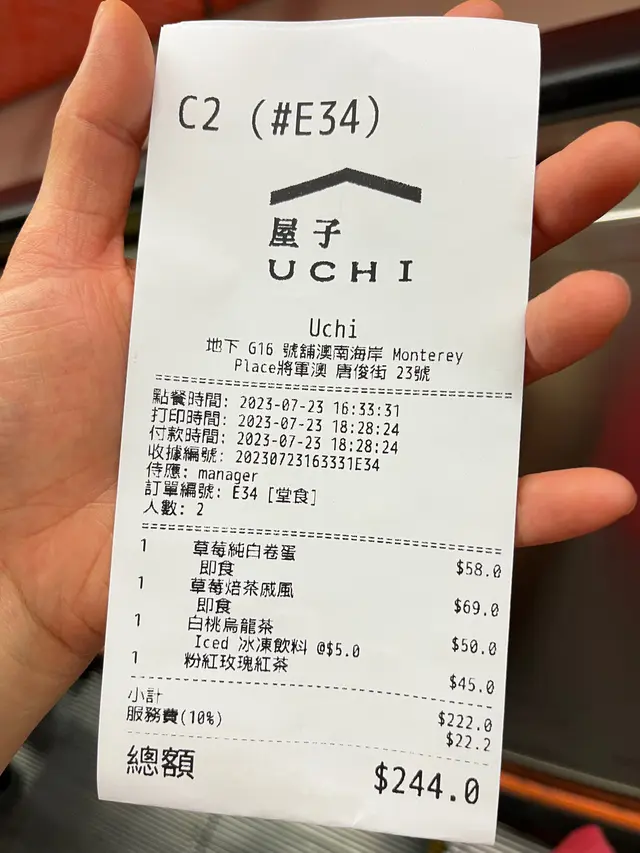 C2 (#E34)
屋子
UCHI
Uchi
地下 G16 號舖澳南海岸 Monterey
Place將軍澳 唐俊街 23號
點餐時間: 2023-07-23 16:33:31
打印時間: 2023-07-23 18:28:24
付款時間: 2023-07-23 18:28:24
收據編號: 20230723163331E34
侍應: manager
訂單編號: E34 [堂食]
人數: 2
1 草莓純白卷蛋 $58.0
即食
1 草莓焙茶戚風 $69.0
即食
1 白桃烏龍茶 $50.0
Iced 冰凍飲料 @$5.0
1 粉紅玫瑰紅茶 $45.0
小計 $222.0
服務費(10%) $22.2
總額 $244.0